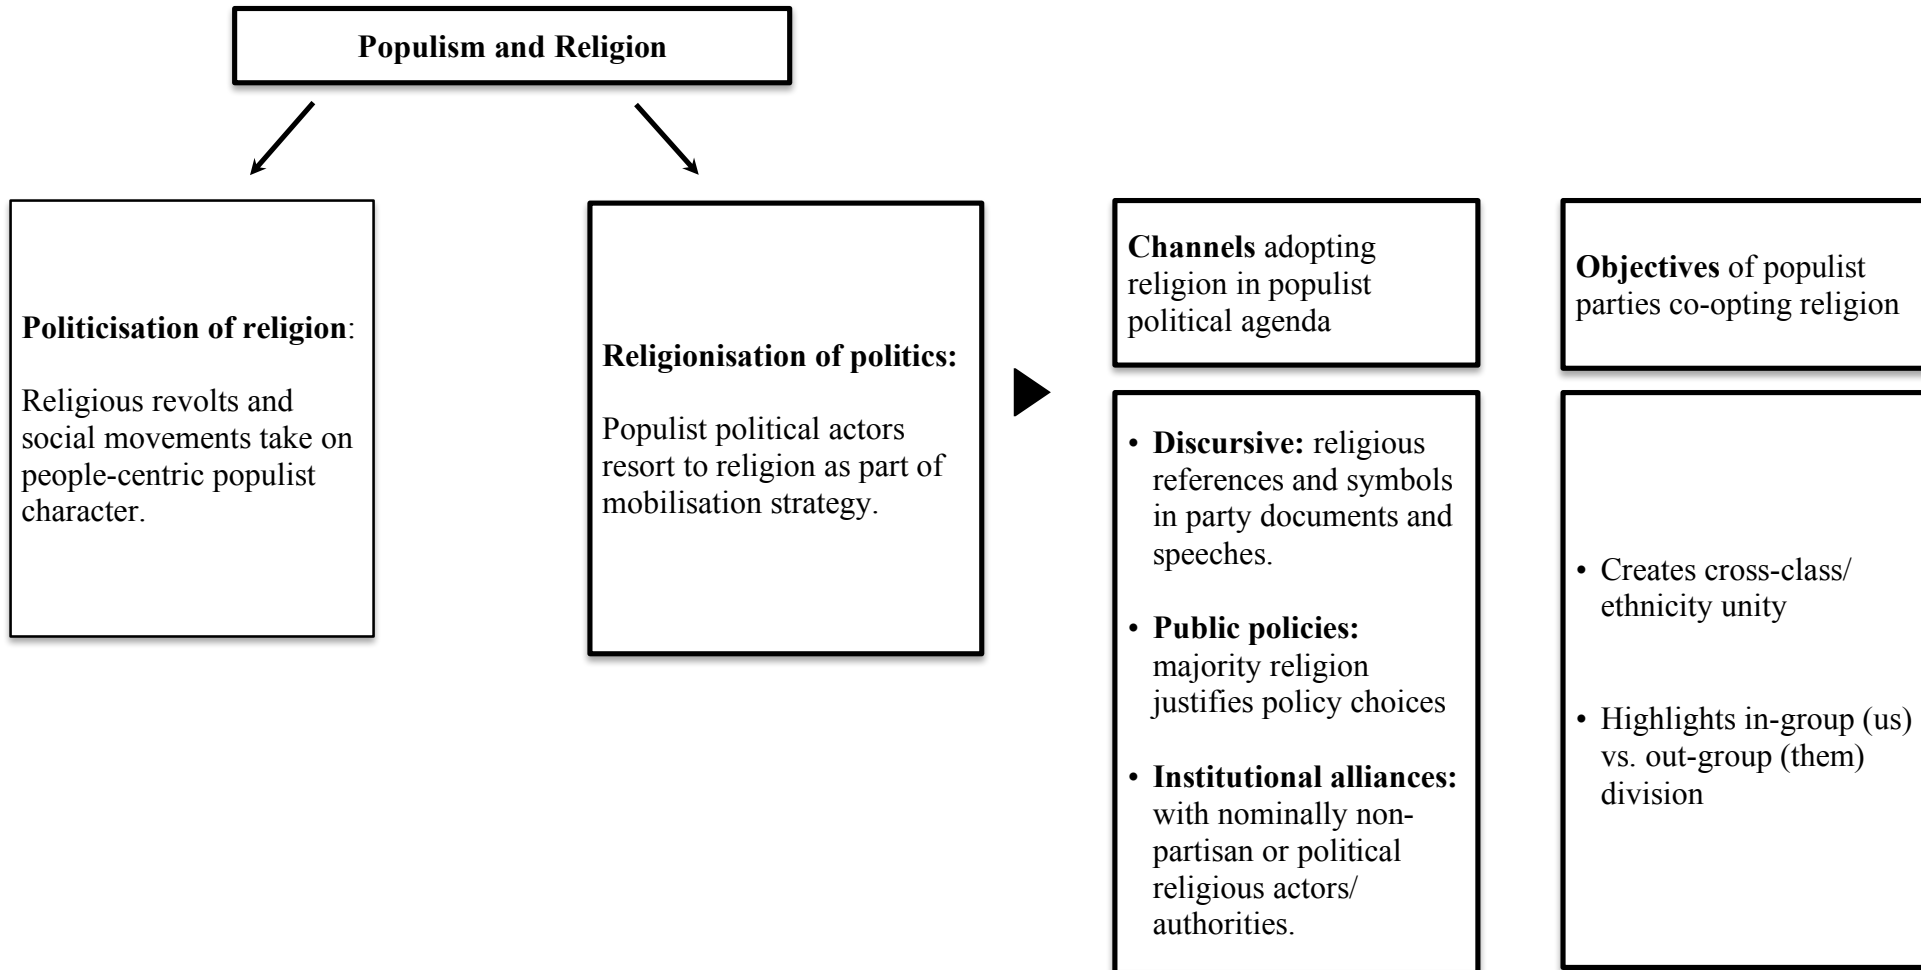 Populism and Religion
Politicisation of religion:
Religious revolts and
social movements take on
people-centric populist
character.
Religionisation of politics:
Populist political actors
resort to religion as part of
mobilisation strategy.
Channels adopting
religion in populist
political agenda
• Discursive: religious
references and symbols
in party documents and
speeches.
• Public policies:
majority religion
justifies policy choices
• Institutional alliances:
with nominally non-
partisan or political
religious actors/
authorities.
Objectives of populist
parties co-opting religion
• Creates cross-class/
ethnicity unity
• Highlights in-group (us)
vs. out-group (them)
division